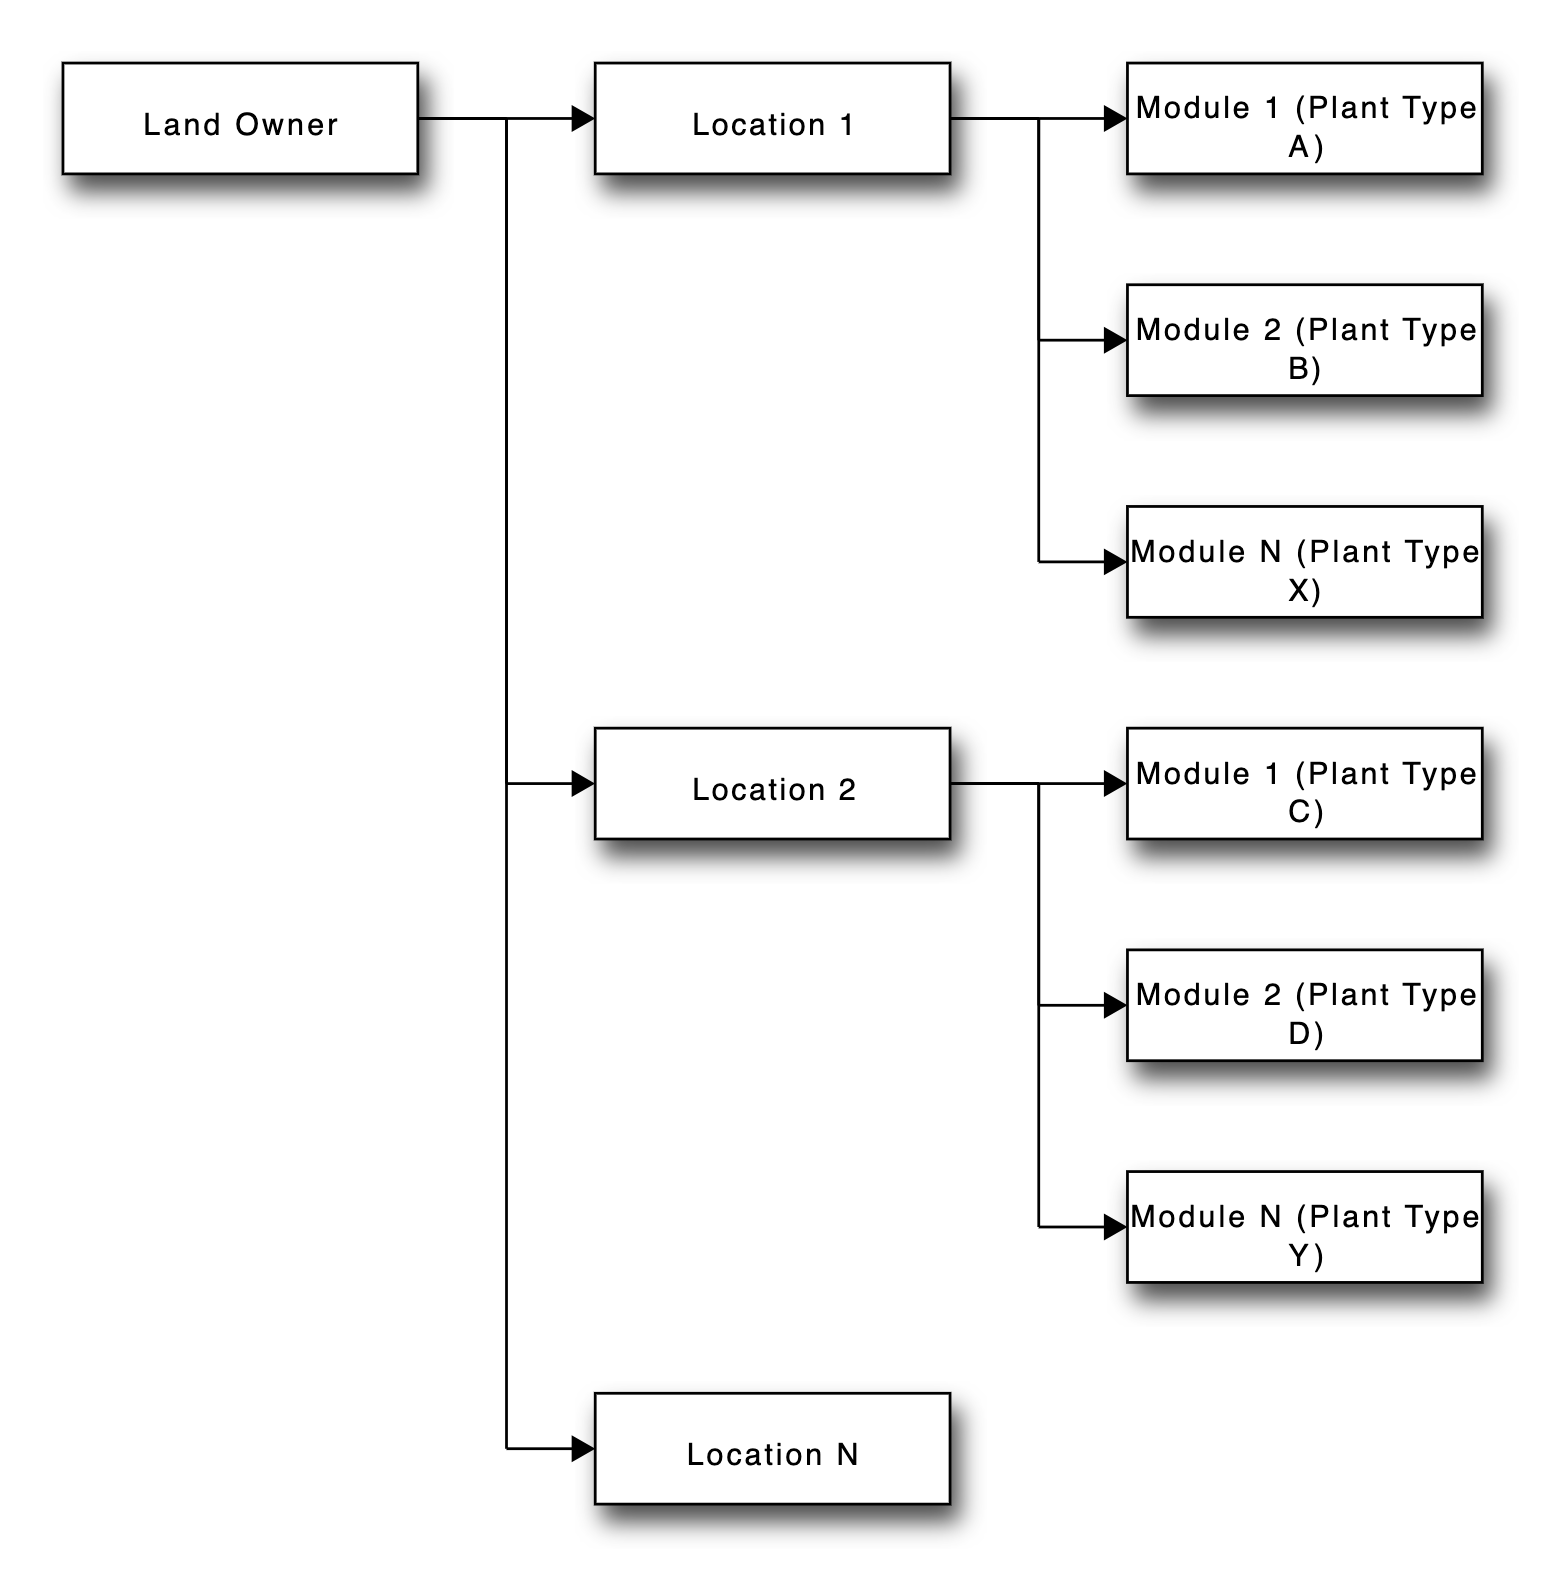 Land Owner
Location 1
Module 1 (Plant Type
A)
Module 2 (Plant Type
B)
Module N (Plant Type
X)
Location 2
Module 1 (Plant Type
C)
Module 2 (Plant Type
D)
Module N (Plant Type
Y)
Location N